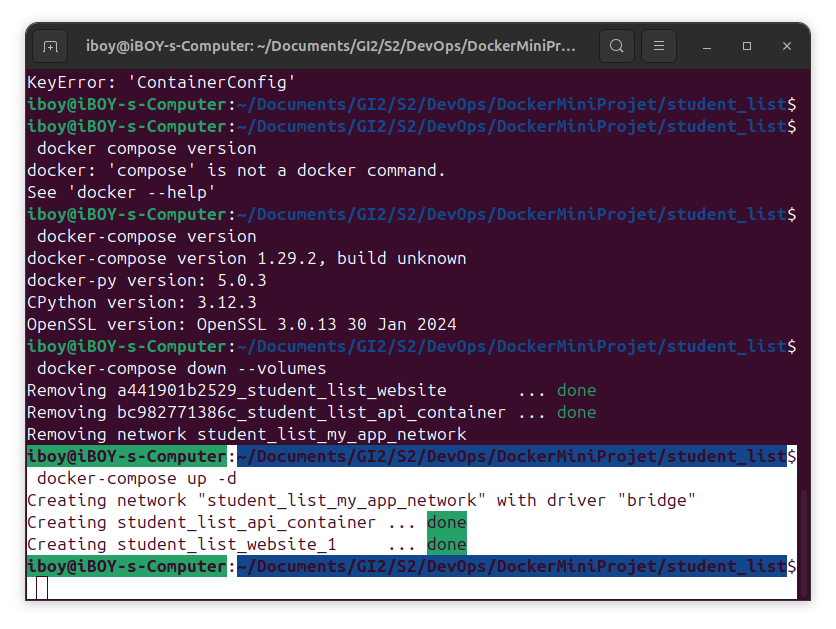 iboy@iBOY-s-Computer: ~/Documents/GI2/S2/DevOps/DockerMiniPr...
KeyError: 'ContainerConfig'
iboy@iBOY-s-Computer:~/Documents/GI2/S2/DevOps/DockerMiniProjet/student_list$
iboy@iBOY-s-Computer:~/Documents/GI2/S2/DevOps/DockerMiniProjet/student_list$
docker compose version
docker: 'compose' is not a docker command.
See 'docker --help'
iboy@iBOY-s-Computer:~/Documents/GI2/S2/DevOps/DockerMiniProjet/student_list$
docker-compose version
docker-compose version 1.29.2, build unknown
docker-py version: 5.0.3
CPython version: 3.12.3
OpenSSL version: OpenSSL 3.0.13 30 Jan 2024
iboy@iBOY-s-Computer:~/Documents/GI2/S2/DevOps/DockerMiniProjet/student_list$
docker-compose down --volumes
Removing a441901b2529_student_list_website       ... done
Removing bc982771386c_student_list_api_container ... done
Removing network student_list_my_app_network
iboy@iBOY-s-Computer:~/Documents/GI2/S2/DevOps/DockerMiniProjet/student_list$
docker-compose up -d
Creating network "student_list_my_app_network" with driver "bridge"
Creating student_list_api_container ... done
Creating student_list_website_1     ... done
iboy@iBOY-s-Computer:~/Documents/GI2/S2/DevOps/DockerMiniProjet/student_list$